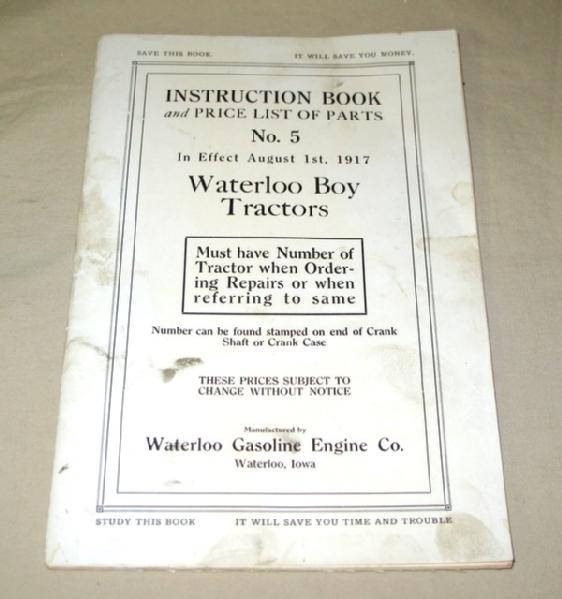 SAVE THIS BOOK. IT WILL SAVE YOU MONEY.
INSTRUCTION BOOK
and PRICE LIST OF PARTS
No. 5
In Effect August 1st, 1917
Waterloo Boy
Tractors
Must have Number of
Tractor when Order-
ing Repairs or when
referring to same
Number can be found stamped on end of Crank
Shaft or Crank Case
THESE PRICES SUBJECT TO
CHANGE WITHOUT NOTICE
Manufactured by
Waterloo Gasoline Engine Co.
Waterloo, Iowa
STUDY THIS BOOK IT WILL SAVE YOU TIME AND TROUBLE